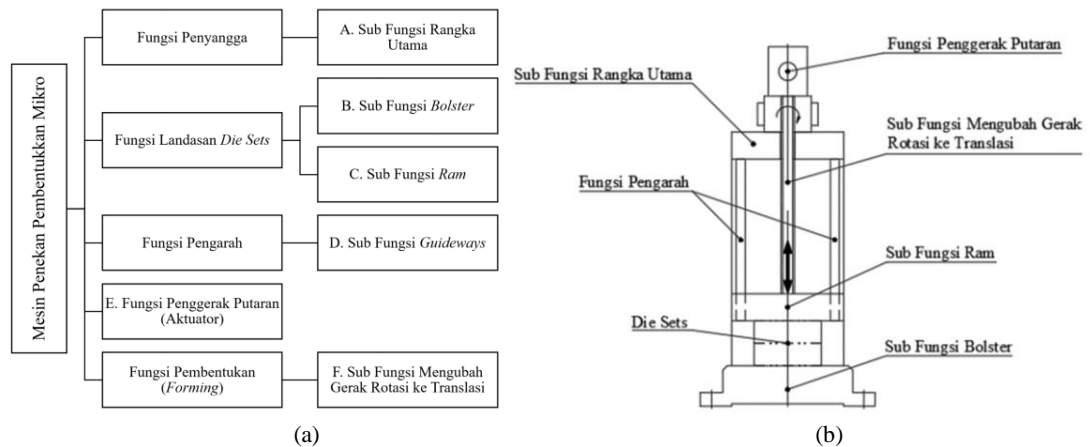 Mesin Penekan Pembentukkan Mikro
Fungsi Penyangga
A. Sub Fungsi Rangka
Utama
Fungsi Landasan Die Sets
B. Sub Fungsi Bolster
C. Sub Fungsi Ram
Fungsi Pengarah
D. Sub Fungsi Guideways
E. Fungsi Penggerak Putaran
(Aktuator)
Fungsi Pembentukan
(Forming)
F. Sub Fungsi Mengubah
Gerak Rotasi ke Translasi
(a)
Fungsi Penggerak Putaran
Sub Fungsi Rangka Utama
Sub Fungsi Mengubah Gerak
Rotasi ke Translasi
Fungsi Pengarah
Sub Fungsi Ram
Die Sets
Sub Fungsi Bolster
(b)